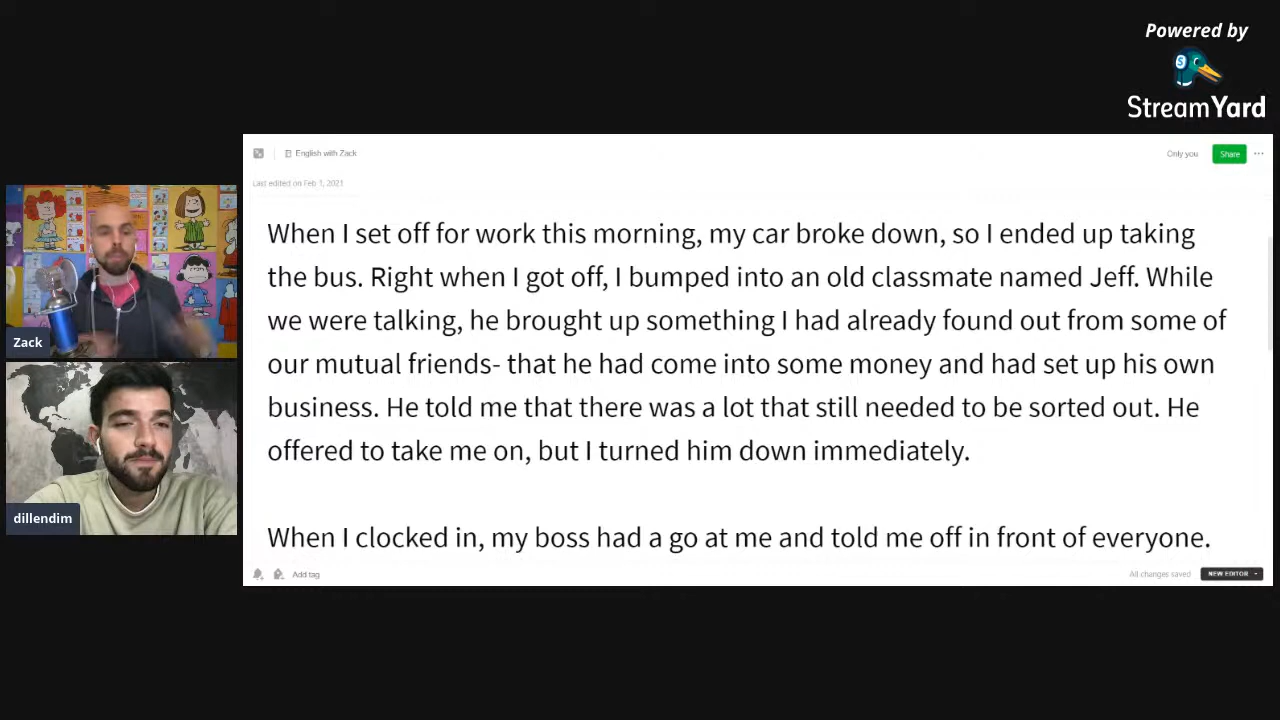 Powered by
StreamYard
English with Zack
Only you
Share
Last edited on Feb 1, 2021
When I set off for work this morning, my car broke down, so I ended up taking
the bus. Right when I got off, I bumped into an old classmate named Jeff. While
we were talking, he brought up something I had already found out from some of
our mutual friends- that he had come into some money and had set up his own
business. He told me that there was a lot that still needed to be sorted out. He
offered to take me on, but I turned him down immediately.
When I clocked in, my boss had a go at me and told me off in front of everyone.
Add tag
All changes saved
NEW EDITOR
Zack
dillendim